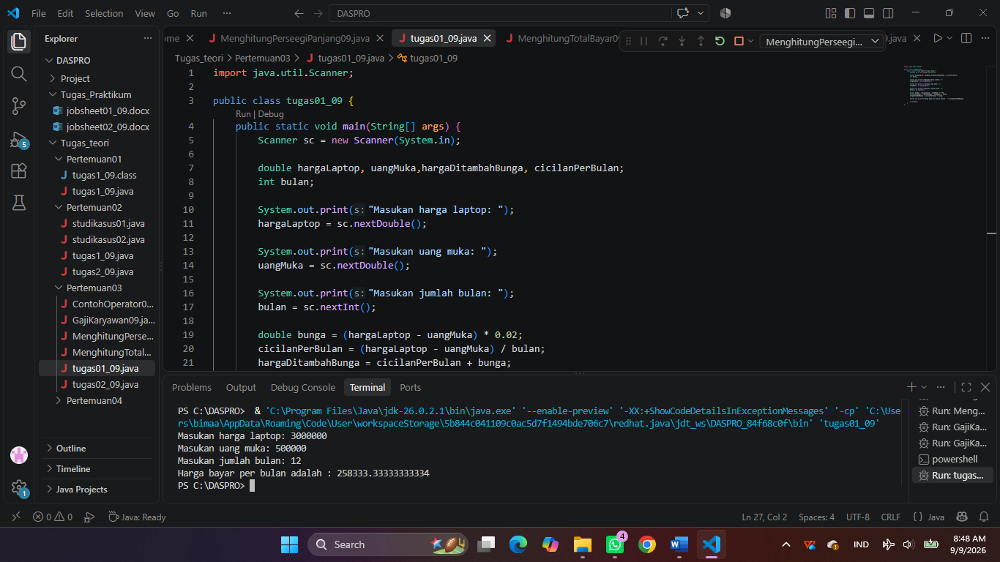 File Edit Selection View Go Run ··· DASPRO
Explorer ···
DASPRO
Project
Tugas_Praktikum
jobsheet01_09.docx
jobsheet02_09.docx
Tugas_teori
Pertemuan01
tugas1_09.class
tugas1_09.java
Pertemuan02
studikasus01.java
studikasus02.java
tugas1_09.java
tugas2_09.java
Pertemuan03
ContohOperator0...
GajiKaryawan09.ja...
MenghitungPerse...
MenghitungTotal...
tugas01_09.java
tugas02_09.java
Pertemuan04
Outline
Timeline
Java Projects
5
1
ome MenghitungPerseegiPanjang09.java tugas01_09.java MenghitungTotalBayar09 MenghitungPerseegi... .java
Tugas_teori > Pertemuan03 > tugas01_09.java > tugas01_09
1 import java.util.Scanner;
2
3 public class tugas01_09 {
Run | Debug
4 public static void main(String[] args) {
5 Scanner sc = new Scanner(System.in);
6
7 double hargaLaptop, uangMuka,hargaDitambahBunga, cicilanPerBulan;
8 int bulan;
9
10 System.out.print(s:"Masukan harga laptop: ");
11 hargaLaptop = sc.nextDouble();
12
13 System.out.print(s:"Masukan uang muka: ");
14 uangMuka = sc.nextDouble();
15
16 System.out.print(s:"Masukan jumlah bulan: ");
17 bulan = sc.nextInt();
18
19 double bunga = (hargaLaptop - uangMuka) * 0.02;
20 cicilanPerBulan = (hargaLaptop - uangMuka) / bulan;
21 hargaDitambahBunga = cicilanPerBulan + bunga;
Problems Output Debug Console Terminal Ports
PS C:\DASPRO> & 'C:\Program Files\Java\jdk-26.0.2.1\bin\java.exe' '--enable-preview' '-XX:+ShowCodeDetailsInExceptionMessages' '-cp' 'C:\Use
rs\bimaa\AppData\Roaming\Code\User\workspaceStorage\5b844c041109c0ac5d7f1494bde706c7\redhat.java\jdt_ws\DASPRO_84f68c0f\bin' 'tugas01_09'
Masukan harga laptop: 3000000
Masukan uang muka: 500000
Masukan jumlah bulan: 12
Harga bayar per bulan adalah : 258333.33333333334
PS C:\DASPRO>
Run: Meng...
Run: GajiKa...
Run: GajiKa...
powershell
Run: tugas...
0 0 Java: Ready Ln 27, Col 2 Spaces: 4 UTF-8 CRLF { } Java
Search 4 IND 8:48 AM
9/9/2026